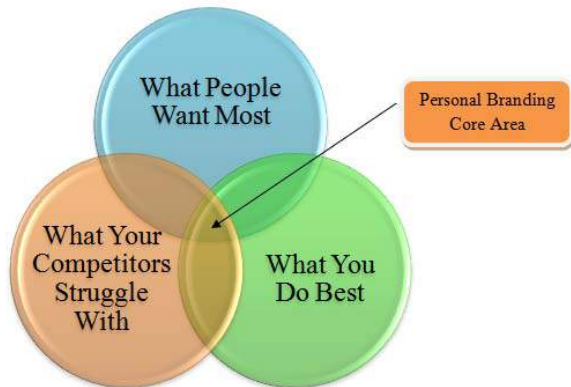 What People
Want Most
Personal Branding
Core Area
What Your
Competitors
Struggle
With
What You
Do Best